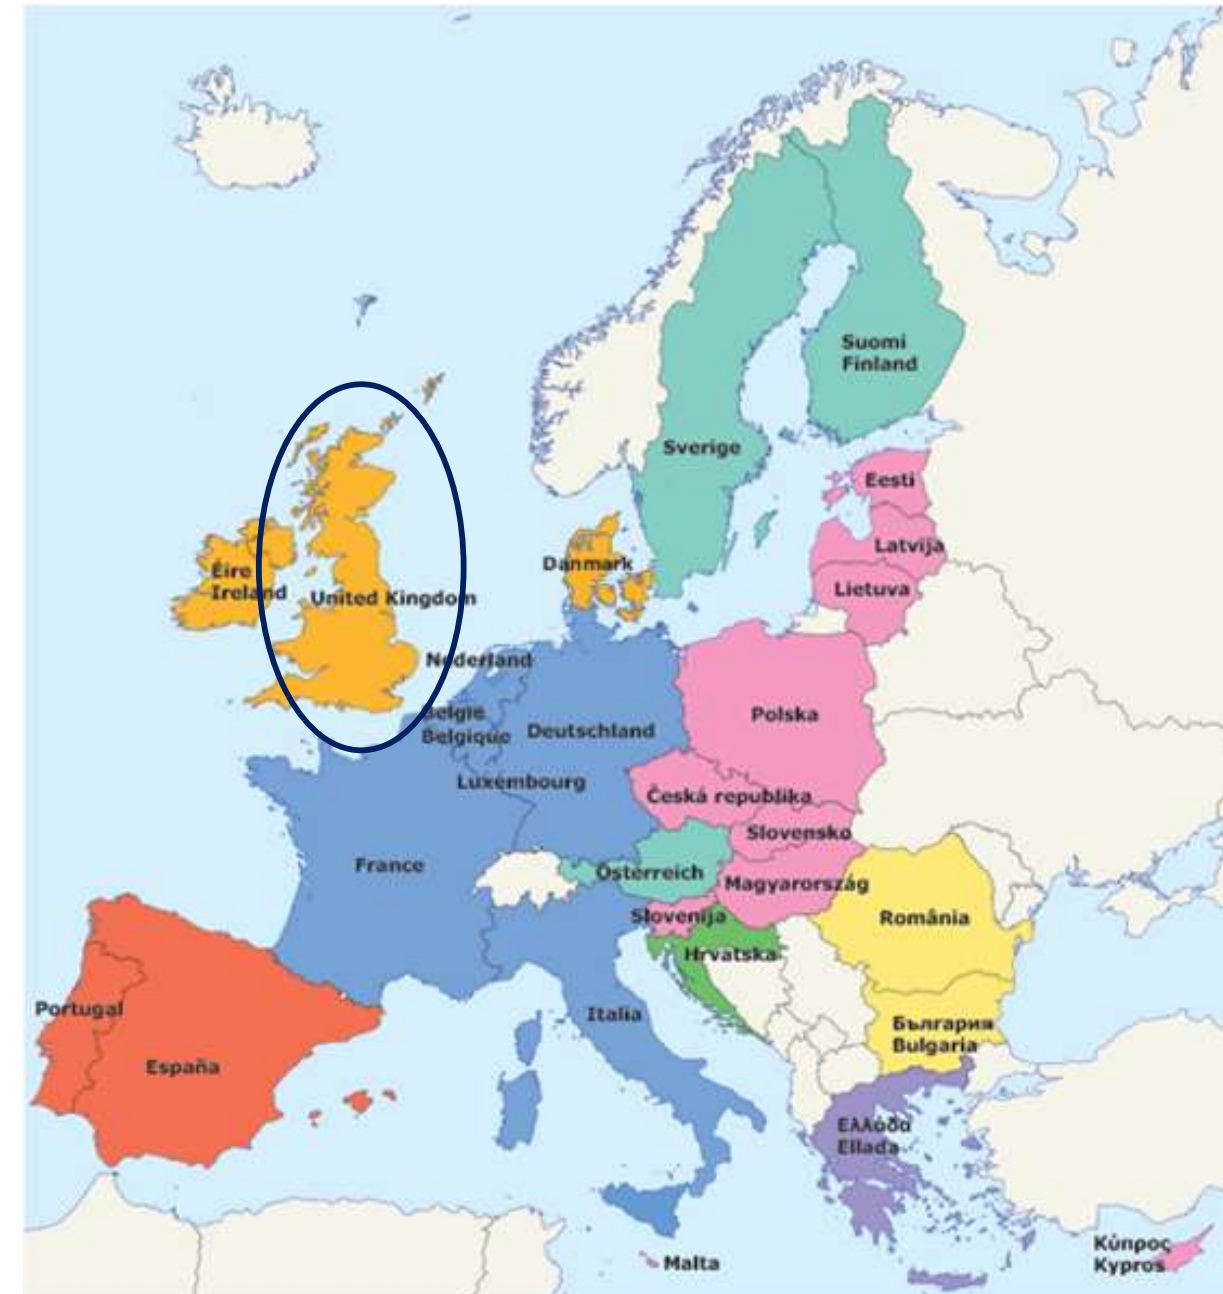 Suomi
Finland
Sverige
Eesti
Latvija
Lietuva
Danmark
Éire
Ireland
United Kingdom
Nederland
België
Belgique
Deutschland
Polska
Luxembourg
Česká republika
Slovensko
France
Österreich
Magyarország
Slovenija
România
Hrvatska
Portugal
Italia
България
Bulgaria
España
Ελλάδα
Ellada
Κύπρος
Kypros
Malta